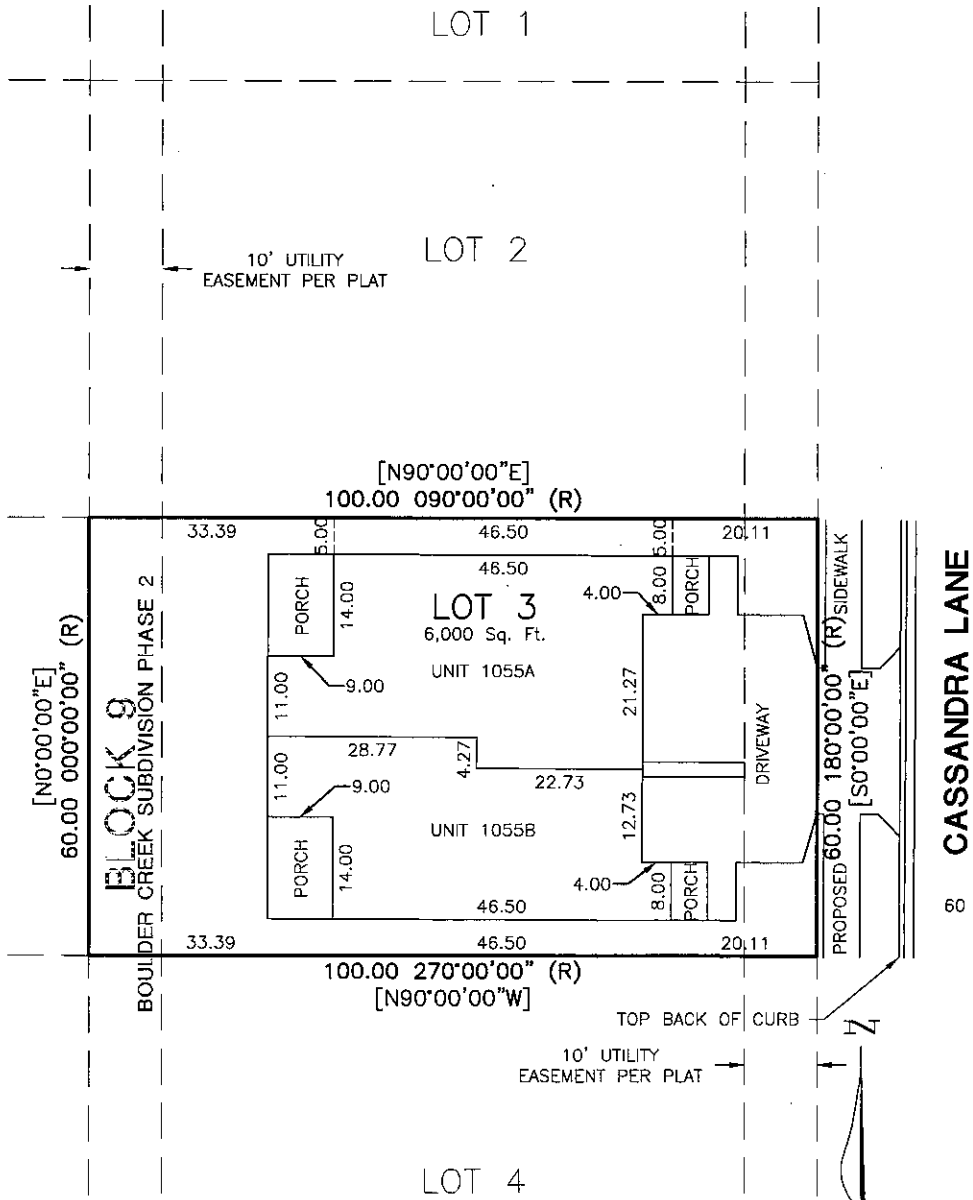 LOT 1
LOT 2
10' UTILITY
EASEMENT PER PLAT
[N90°00'00"E]
100.00 090°00'00" (R)
33.39
5.00
46.50
5.00
20.11
46.50
PORCH
14.00
LOT 3
6,000 Sq. Ft.
UNIT 1055A
4.00
8.00
PORCH
SIDEWALK
9.00
11.00
21.27
28.77
4.27
22.73
DRIVEWAY
11.00
9.00
UNIT 1055B
12.73
PORCH
14.00
4.00
8.00
PORCH
46.50
PROPOSED
33.39
46.50
20.11
[N0°00'00"E]
60.00 000°00'00" (R)
BLOCK 9
BOULDER CREEK SUBDIVISION PHASE 2
60.00 180°00'00" (R)
[S0°00'00"E]
CASSANDRA LANE
60
100.00 270°00'00" (R)
[N90°00'00"W]
TOP BACK OF CURB
N
10' UTILITY
EASEMENT PER PLAT
LOT 4